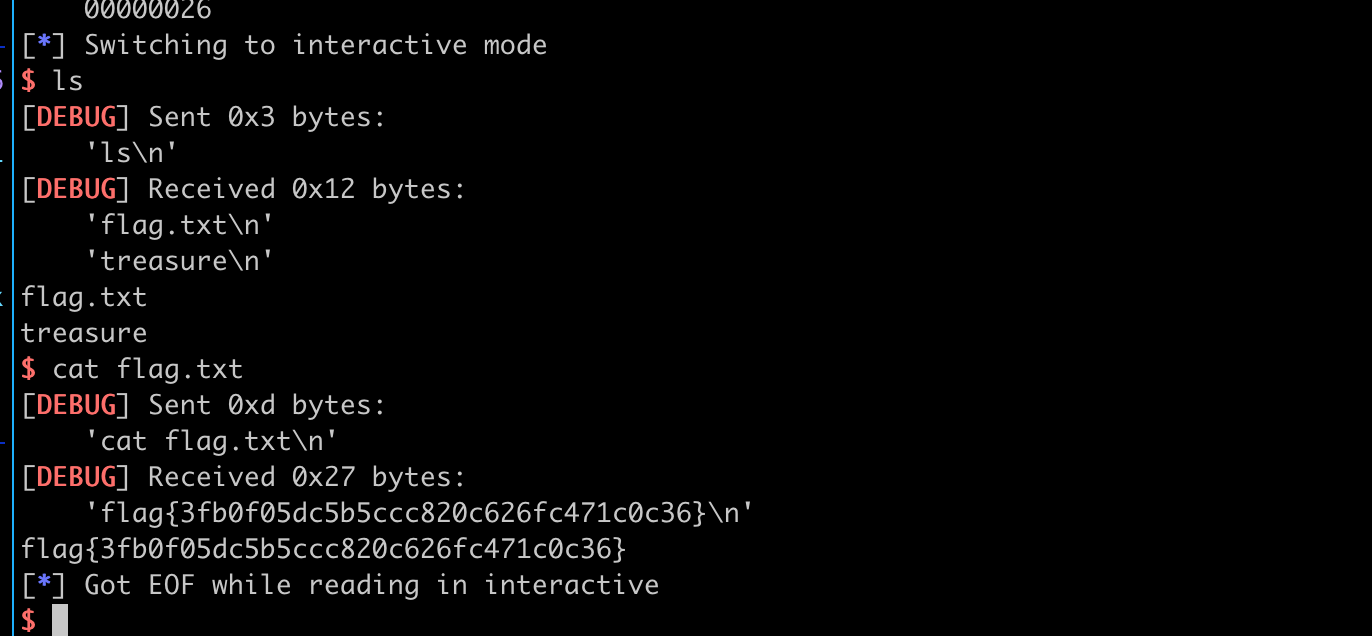 00000026
[*] Switching to interactive mode
$ ls
[DEBUG] Sent 0x3 bytes:
    'ls\n'
[DEBUG] Received 0x12 bytes:
    'flag.txt\n'
    'treasure\n'
flag.txt
treasure
$ cat flag.txt
[DEBUG] Sent 0xd bytes:
    'cat flag.txt\n'
[DEBUG] Received 0x27 bytes:
    'flag{3fb0f05dc5b5ccc820c626fc471c0c36}\n'
flag{3fb0f05dc5b5ccc820c626fc471c0c36}
[*] Got EOF while reading in interactive
$